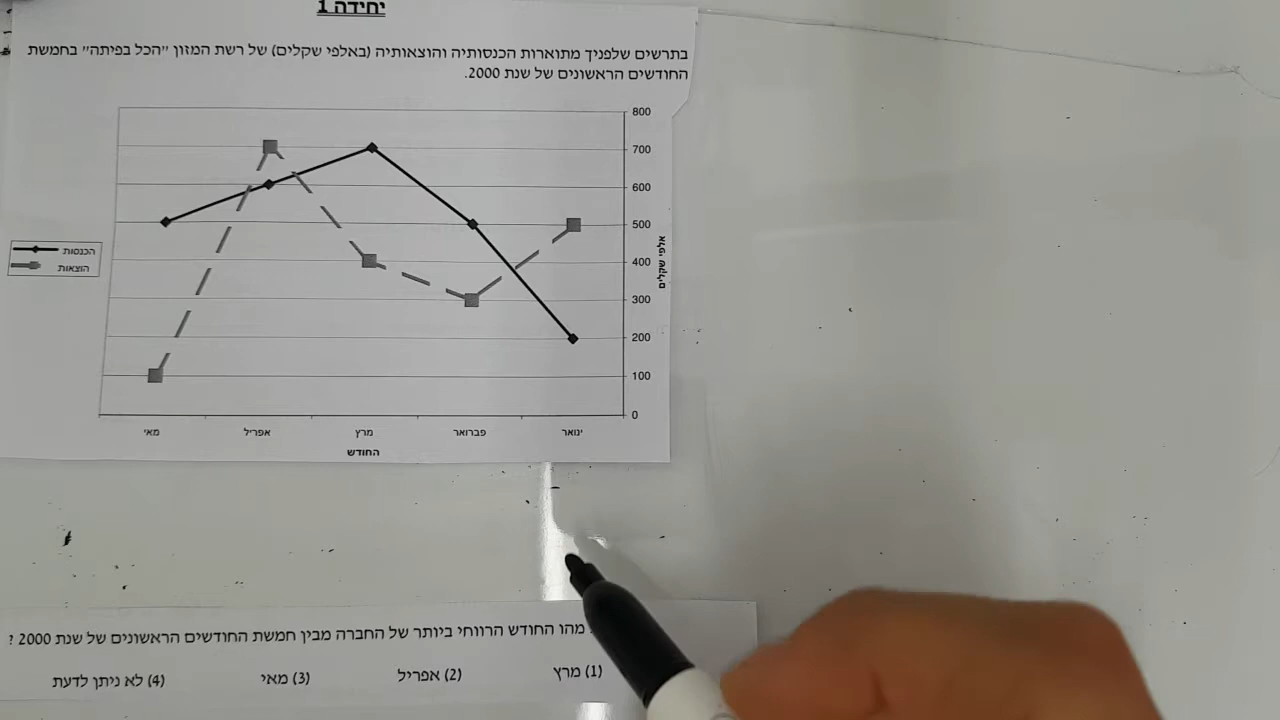 יחידה 1
בתרשים שלפניך מתוארות הכנסותיה והוצאותיה (באלפי שקלים) של רשת המזון "הכל בפיתה" בחמשת
החודשים הראשונים של שנת 2000.
800
700
600
500
400
300
200
100
0
אלפי שקלים
הכנסות
הוצאות
ינואר פברואר מרץ אפריל מאי
החודש
מהו החודש הרווחי ביותר של החברה מבין חמשת החודשים הראשונים של שנת 2000 ?
(1) מרץ (2) אפריל (3) מאי (4) לא ניתן לדעת